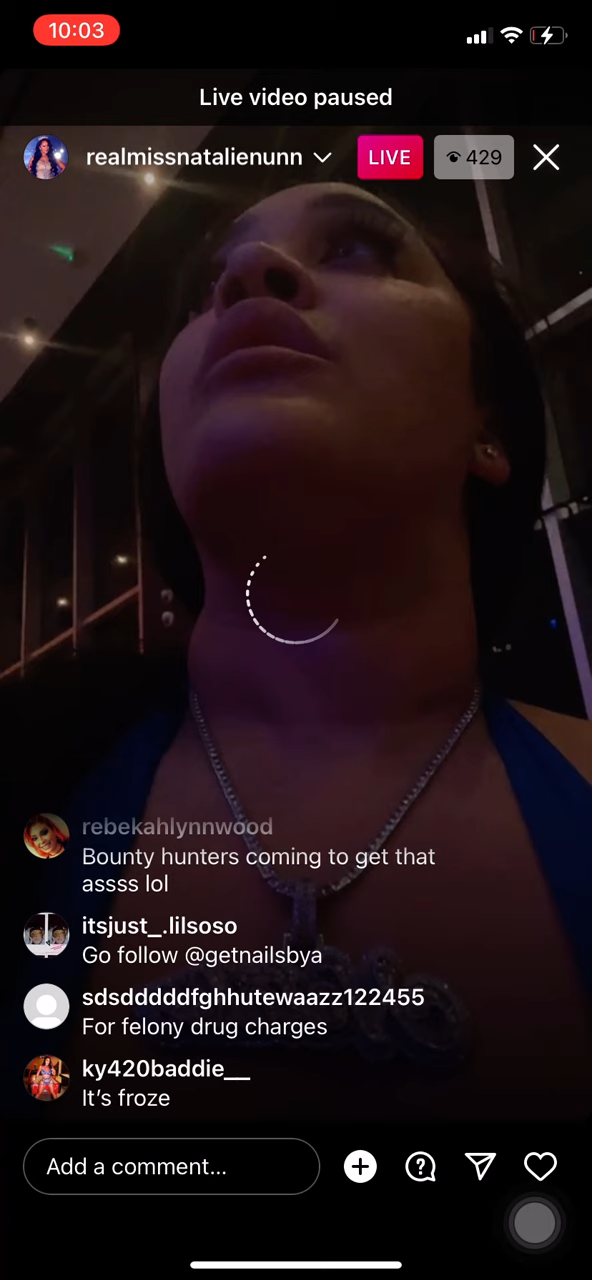 10:03
Live video paused
realmissnatalienunn
LIVE
429
rebekahlynnwood
Bounty hunters coming to get that
assss lol
itsjust_.lilsoso
Go follow @getnailsbya
sdsdddddfghhutewaazz122455
For felony drug charges
ky420baddie__
It’s froze
Add a comment...